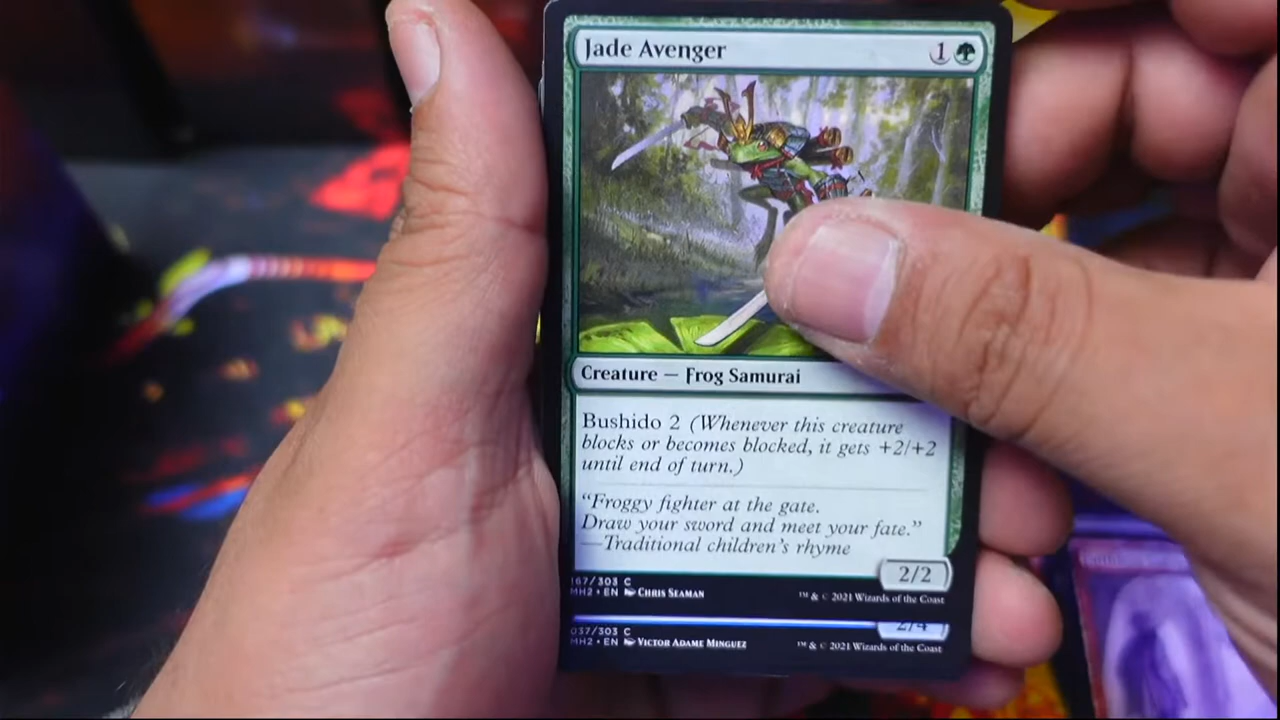 Jade Avenger 1
Creature — Frog Samurai
Bushido 2 (Whenever this creature
blocks or becomes blocked, it gets +2/+2
until end of turn.)
“Froggy fighter at the gate.
Draw your sword and meet your fate.”
—Traditional children’s rhyme
2/2
167/303 C
MH2 • EN Chris Seaman ™ & © 2021 Wizards of the Coast
2/4
037/303 C
MH2 • EN Victor Adame Minguez ™ & © 2021 Wizards of the Coast